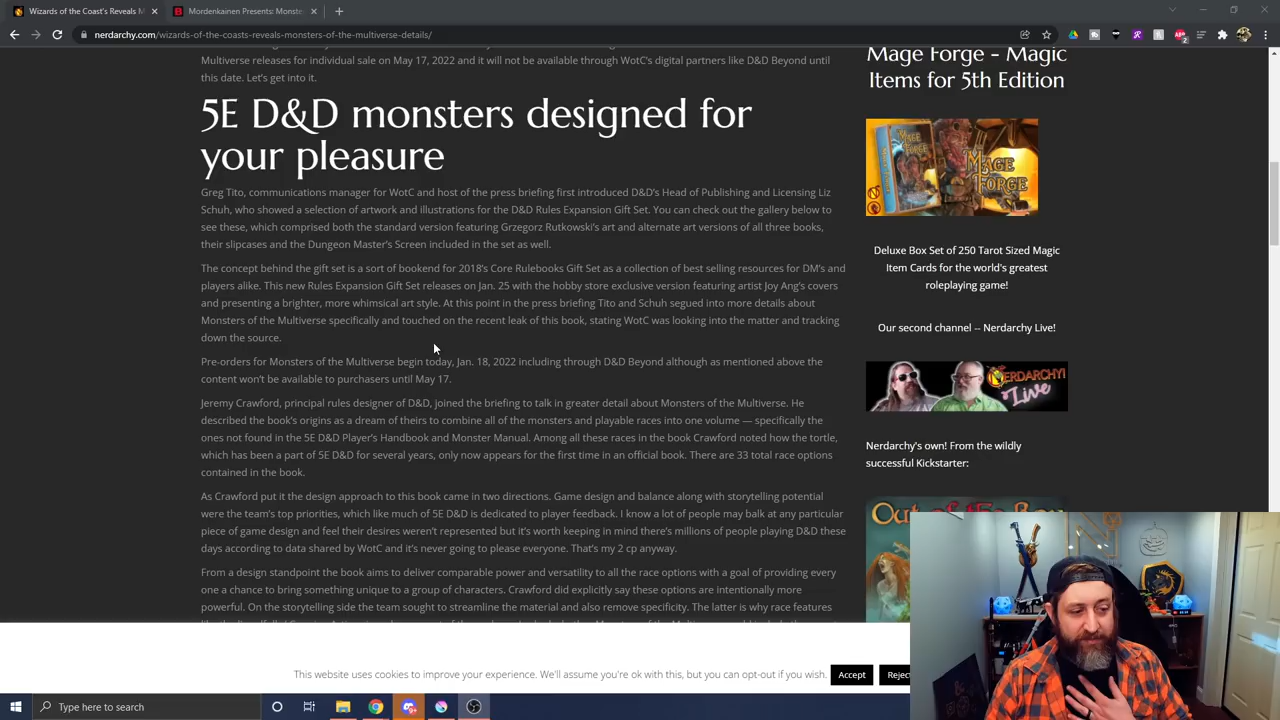 Wizards of the Coast's Reveals M
Mordenkainen Presents: Monste
nerdarchy.com/wizards-of-the-coasts-reveals-monsters-of-the-multiverse-details/
Multiverse releases for individual sale on May 17, 2022 and it will not be available through WotC's digital partners like D&D Beyond until
this date. Let's get into it.
5E D&D monsters designed for
your pleasure
Greg Tito, communications manager for WotC and host of the press briefing first introduced D&D's Head of Publishing and Licensing Liz
Schuh, who showed a selection of artwork and illustrations for the D&D Rules Expansion Gift Set. You can check out the gallery below to
see these, which comprised both the standard version featuring Grzegorz Rutkowski's art and alternate art versions of all three books,
their slipcases and the Dungeon Master's Screen included in the set as well.
The concept behind the gift set is a sort of bookend for 2018's Core Rulebooks Gift Set as a collection of best selling resources for DM's and
players alike. This new Rules Expansion Gift Set releases on Jan. 25 with the hobby store exclusive version featuring artist Joy Ang's covers
and presenting a brighter, more whimsical art style. At this point in the press briefing Tito and Schuh segued into more details about
Monsters of the Multiverse specifically and touched on the recent leak of this book, stating WotC was looking into the matter and tracking
down the source.
Pre-orders for Monsters of the Multiverse begin today, Jan. 18, 2022 including through D&D Beyond although as mentioned above the
content won't be available to purchasers until May 17.
Jeremy Crawford, principal rules designer of D&D, joined the briefing to talk in greater detail about Monsters of the Multiverse. He
described the book's origins as a dream of theirs to combine all of the monsters and playable races into one volume — specifically the
ones not found in the 5E D&D Player's Handbook and Monster Manual. Among all these races in the book Crawford noted how the tortle,
which has been a part of 5E D&D for several years, only now appears for the first time in an official book. There are 33 total race options
contained in the book.
As Crawford put it the design approach to this book came in two directions. Game design and balance along with storytelling potential
were the team's top priorities, which like much of 5E D&D is dedicated to player feedback. I know a lot of people may balk at any particular
piece of game design and feel their desires weren't represented but it's worth keeping in mind there's millions of people playing D&D these
days according to data shared by WotC and it's never going to please everyone. That's my 2 cp anyway.
From a design standpoint the book aims to deliver comparable power and versatility to all the race options with a goal of providing every
one a chance to bring something unique to a group of characters. Crawford did explicitly say these options are intentionally more
powerful. On the storytelling side the team sought to streamline the material and also remove specificity. The latter is why race features
Mage Forge - Magic
Items for 5th Edition
MAGE
FORGE
Deluxe Box Set of 250 Tarot Sized Magic
Item Cards for the world's greatest
roleplaying game!
Our second channel -- Nerdarchy Live!
NERDARCHY!
Live
Nerdarchy's own! From the wildly
successful Kickstarter:
Out of the Box
This website uses cookies to improve your experience. We'll assume you're ok with this, but you can opt-out if you wish.
Accept
Reject
Type here to search